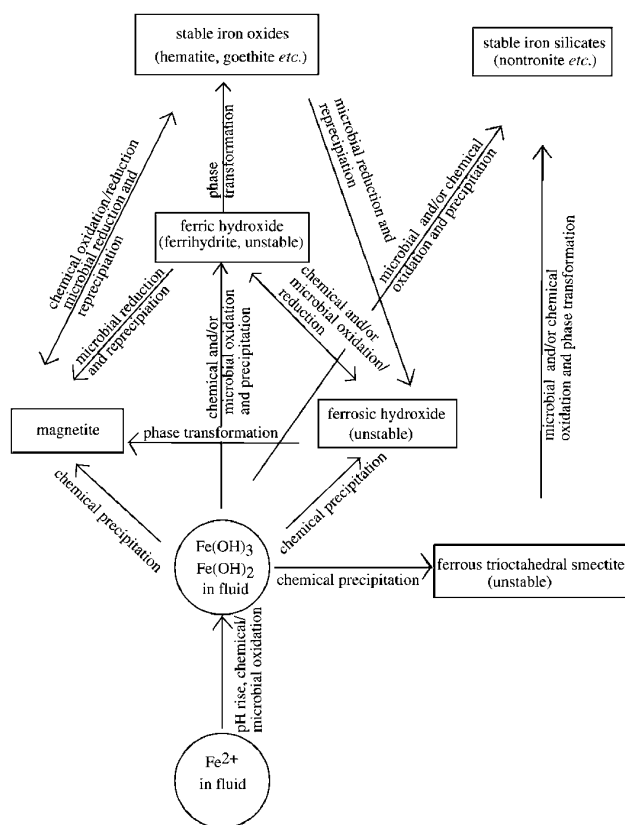 stable iron oxides
(hematite, goethite etc.)
stable iron silicates
(nontronite etc.)
chemical oxidation/reduction
microbial reduction and
reprecipiation
phase
transformation
microbial reduction and
reprecipiation
microbial and/or chemical
oxidation and precipitation
microbial and/or chemical
oxidation and phase transformation
ferric hydroxide
(ferrihydrite, unstable)
microbial reduction
and reprecipiation
chemical and/or
microbial oxidation
and precipitation
chemical and/or
microbial oxidation/
reduction
magnetite
phase transformation
ferrosic hydroxide
(unstable)
chemical precipitation
chemical precipitation
Fe(OH)3
Fe(OH)2
in fluid
chemical precipitation
ferrous trioctahedral smectite
(unstable)
pH rise, chemical/
microbial oxidation
Fe2+
in fluid